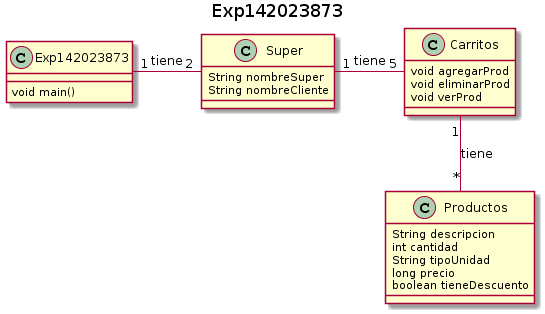 Exp142023873
C Exp142023873
void main()
1 tiene 2
C Super
String nombreSuper
String nombreCliente
1 tiene 5
C Carritos
void agregarProd
void eliminarProd
void verProd
1
tiene
*
C Productos
String descripcion
int cantidad
String tipoUnidad
long precio
boolean tieneDescuento